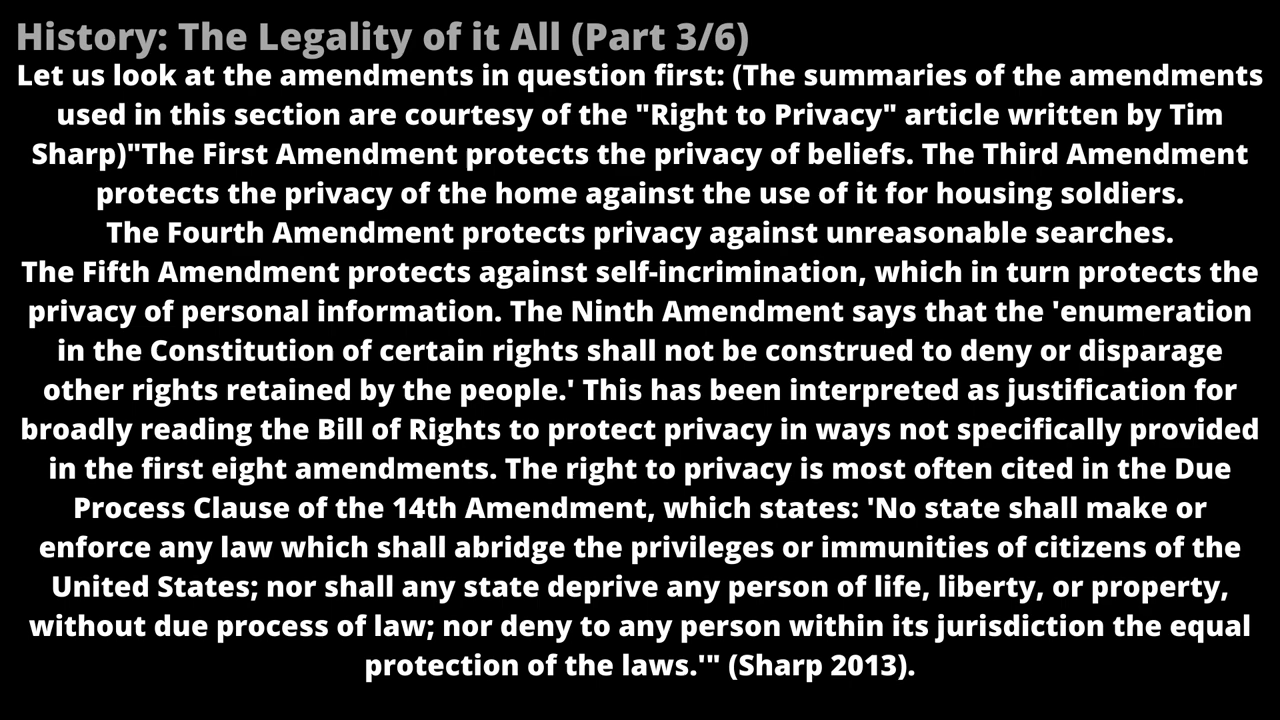 History: The Legality of it All (Part 3/6)
Let us look at the amendments in question first: (The summaries of the amendments
used in this section are courtesy of the "Right to Privacy" article written by Tim
Sharp)"The First Amendment protects the privacy of beliefs. The Third Amendment
protects the privacy of the home against the use of it for housing soldiers.
The Fourth Amendment protects privacy against unreasonable searches.
The Fifth Amendment protects against self-incrimination, which in turn protects the
privacy of personal information. The Ninth Amendment says that the 'enumeration
in the Constitution of certain rights shall not be construed to deny or disparage
other rights retained by the people.' This has been interpreted as justification for
broadly reading the Bill of Rights to protect privacy in ways not specifically provided
in the first eight amendments. The right to privacy is most often cited in the Due
Process Clause of the 14th Amendment, which states: 'No state shall make or
enforce any law which shall abridge the privileges or immunities of citizens of the
United States; nor shall any state deprive any person of life, liberty, or property,
without due process of law; nor deny to any person within its jurisdiction the equal
protection of the laws.'" (Sharp 2013).